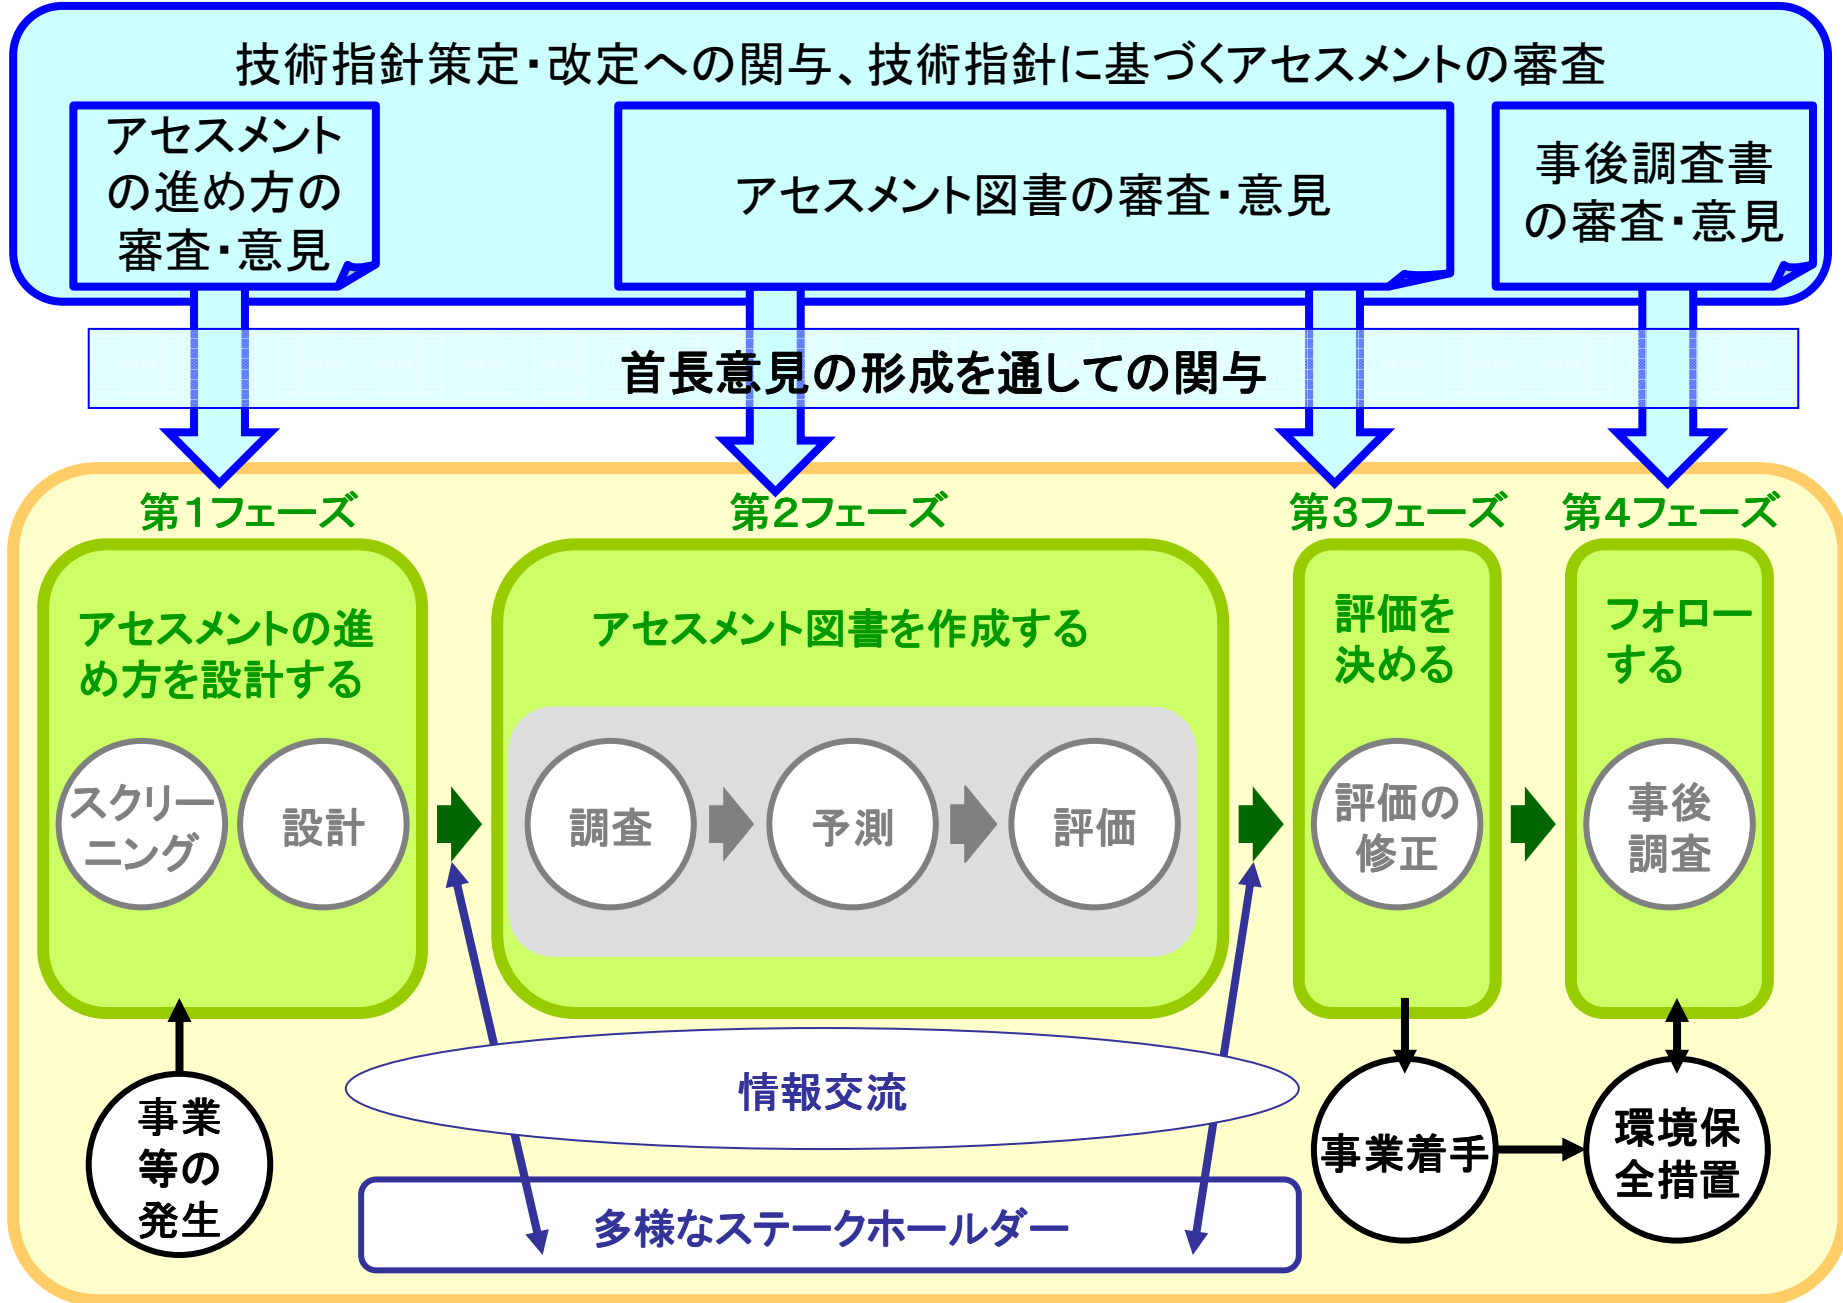 技術指針策定・改定への関与、技術指針に基づくアセスメントの審査
アセスメント
の進め方の
審査・意見
アセスメント図書の審査・意見
事後調査書
の審査・意見
首長意見の形成を通しての関与
第1フェーズ
第2フェーズ
第3フェーズ
第4フェーズ
アセスメントの進
め方を設計する
アセスメント図書を作成する
評価を
決める
フォロー
する
スクリー
ニング
設計
調査
予測
評価
評価の
修正
事後
調査
事業
等の
発生
情報交流
多様なステークホールダー
事業着手
環境保
全措置